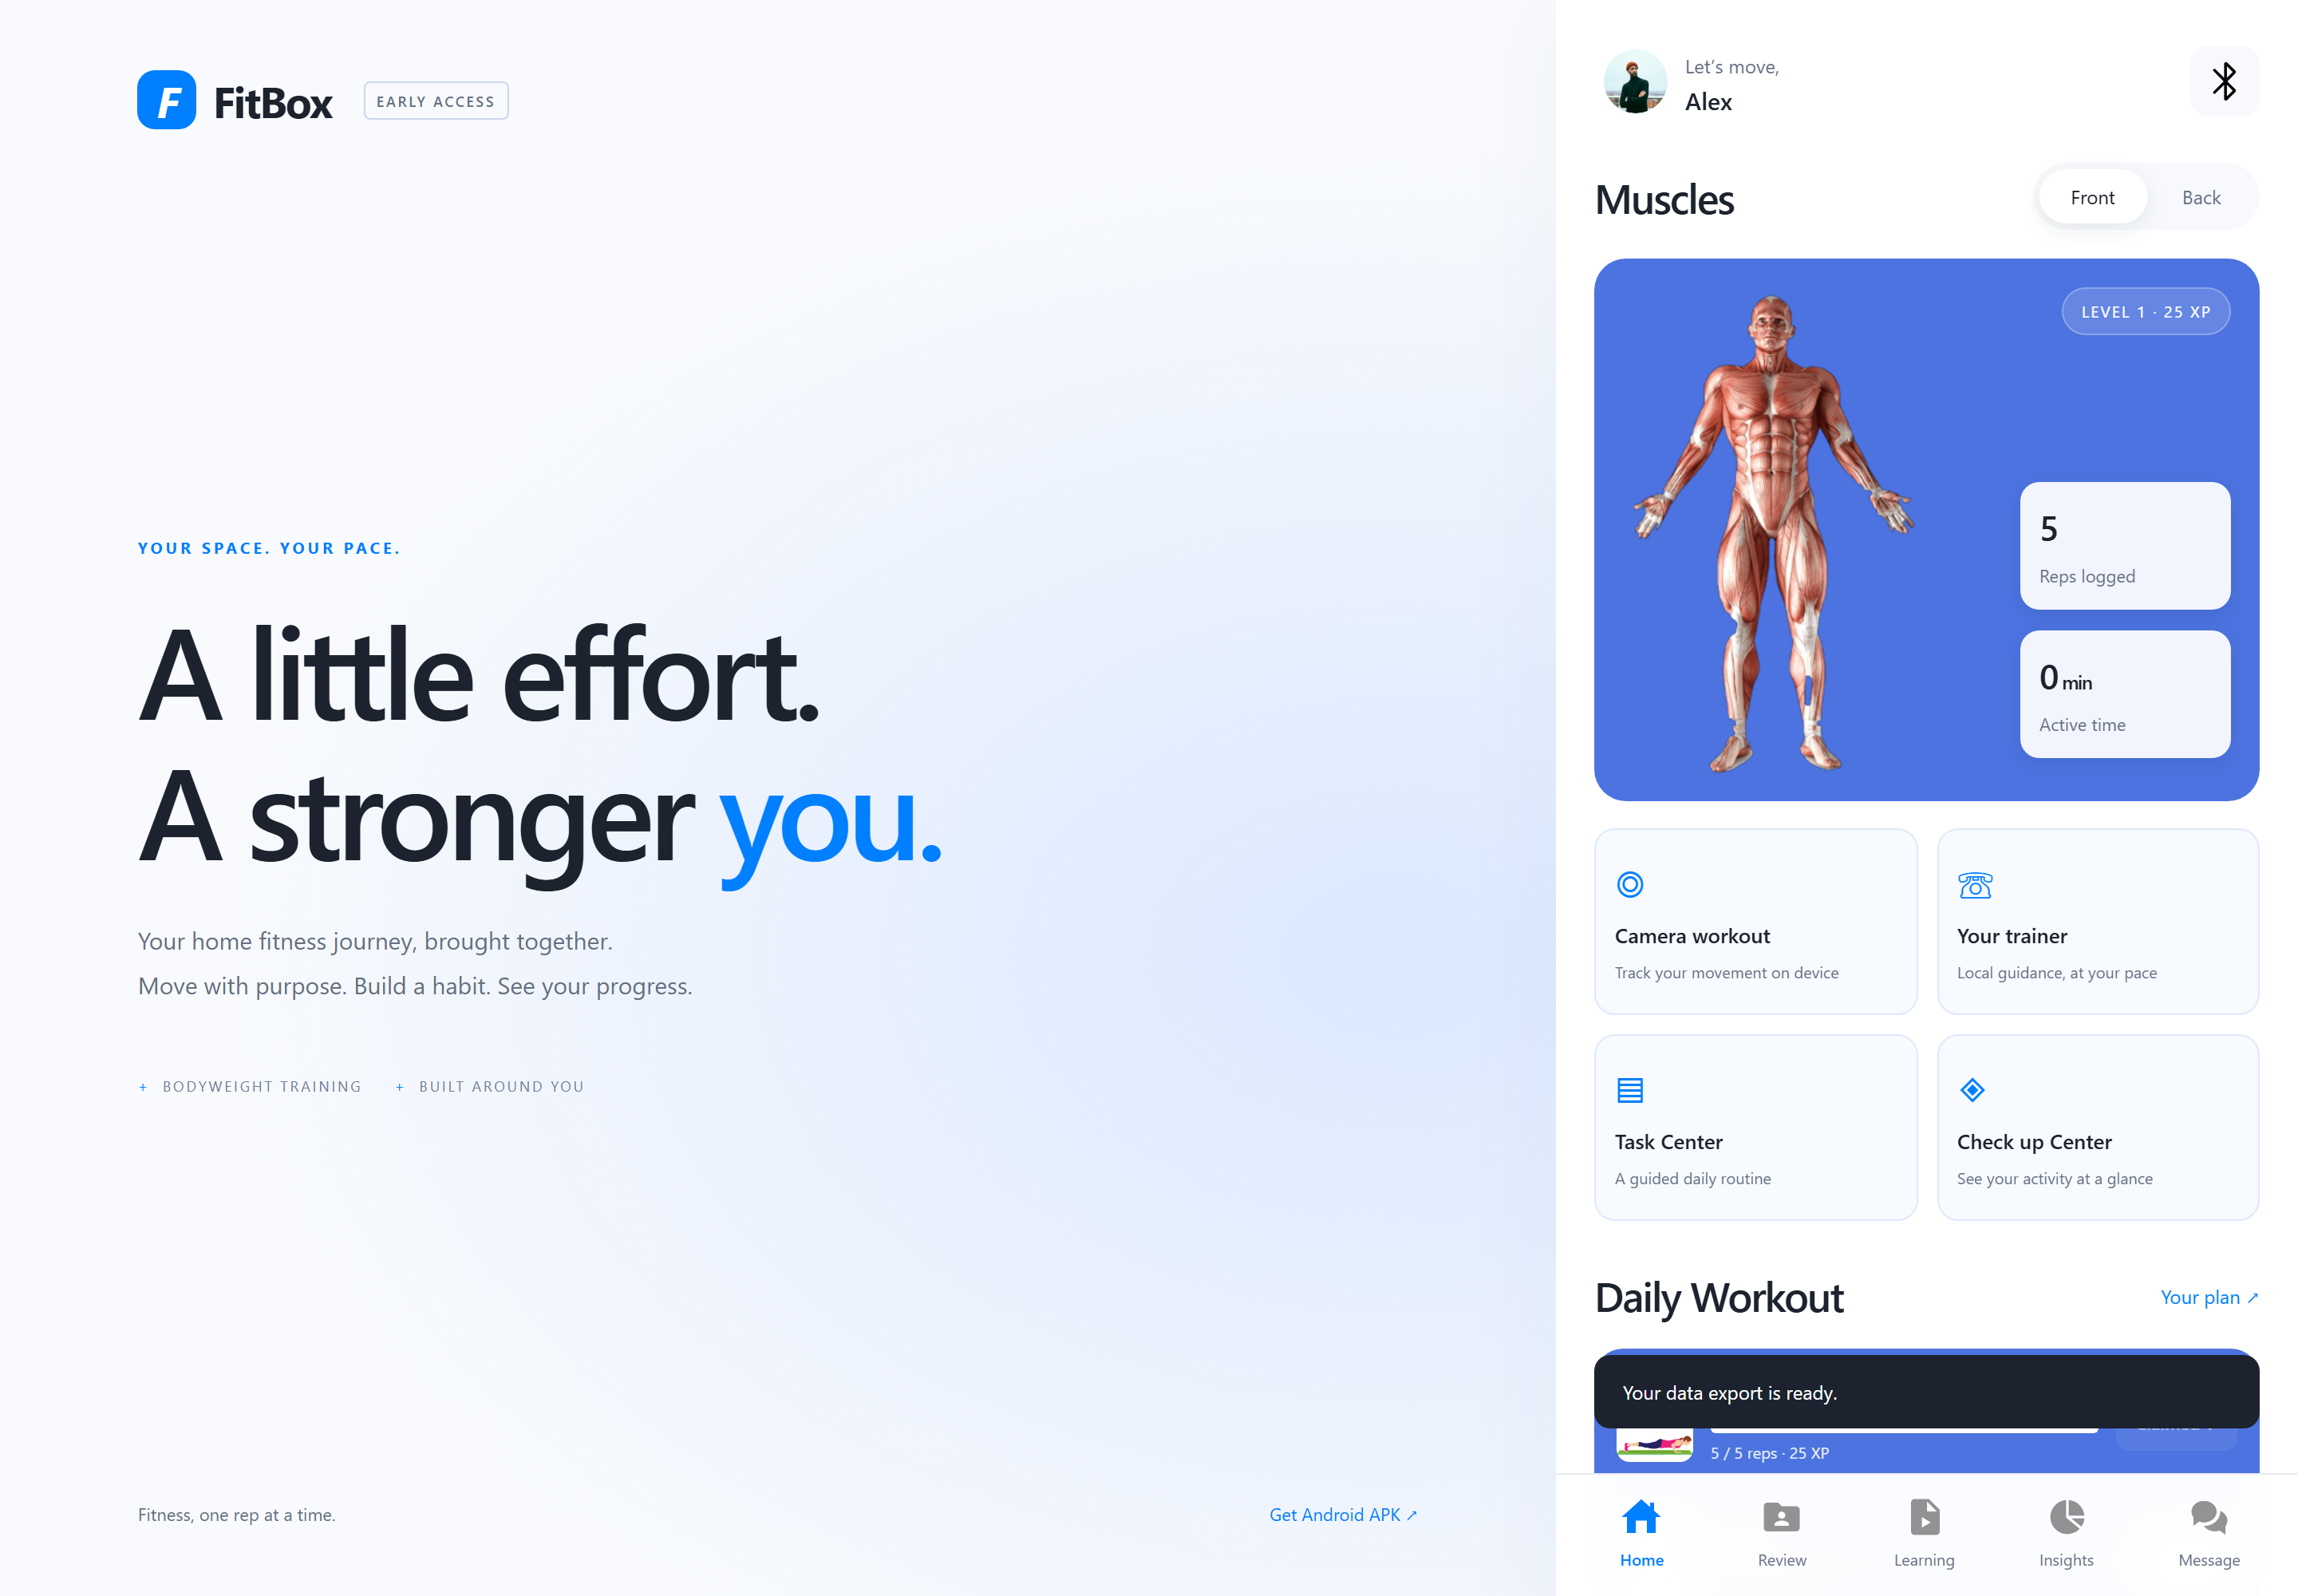 F FitBox EARLY ACCESS
YOUR SPACE. YOUR PACE.
A little effort.
A stronger you.
Your home fitness journey, brought together.
Move with purpose. Build a habit. See your progress.
+ BODYWEIGHT TRAINING + BUILT AROUND YOU
Fitness, one rep at a time.
Get Android APK ↗
Let’s move,
Alex
Muscles
Front Back
LEVEL 1 · 25 XP
5
Reps logged
0 min
Active time
Camera workout
Track your movement on device
Your trainer
Local guidance, at your pace
Task Center
A guided daily routine
Check up Center
See your activity at a glance
Daily Workout
Your plan ↗
Your data export is ready.
5 / 5 reps · 25 XP
Home Review Learning Insights Message